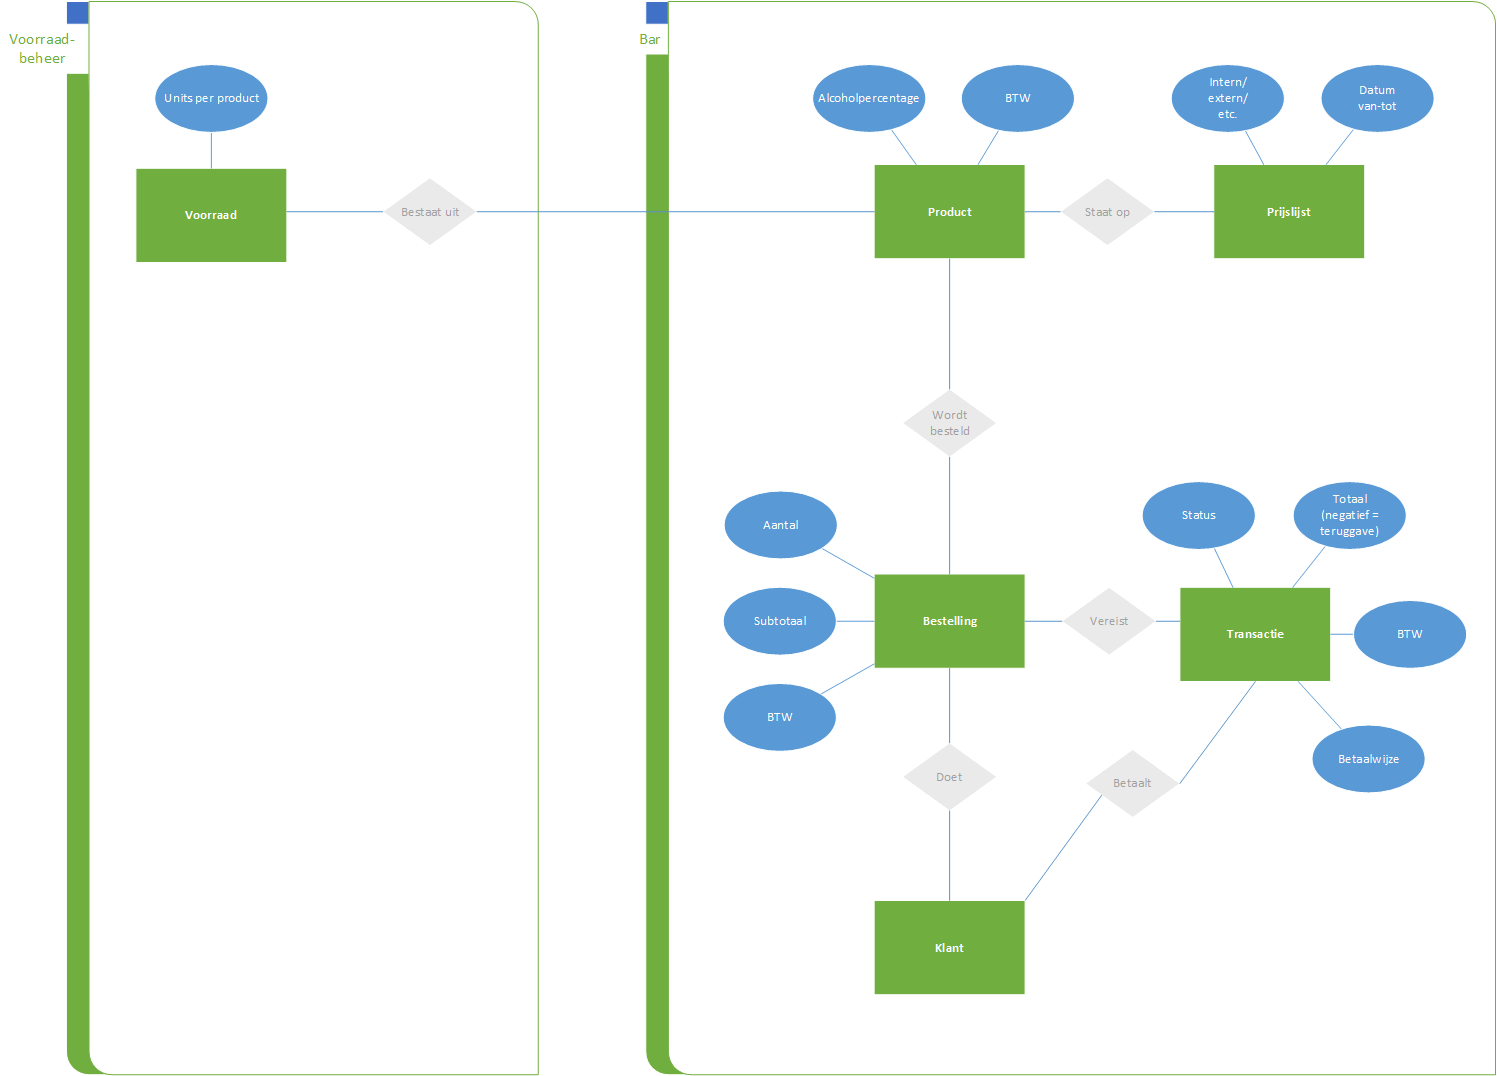 Voorraad-
beheer
Units per product
Voorraad
Bestaat uit
Bar
Alcoholpercentage
BTW
Intern/
extern/
etc.
Datum
van-tot
Product
Staat op
Prijslijst
Wordt
besteld
Aantal
Subtotaal
BTW
Bestelling
Vereist
Status
Totaal
(negatief =
teruggave)
Transactie
BTW
Betaalwijze
Doet
Betaalt
Klant